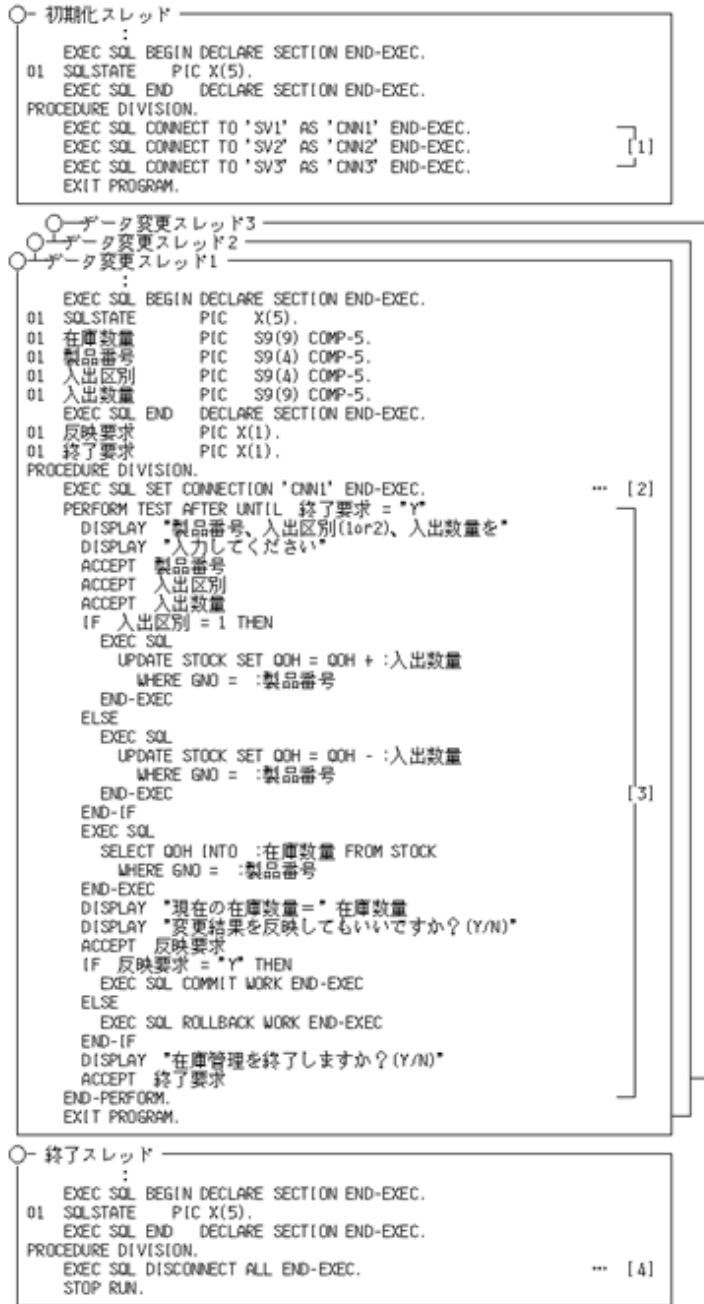 初期化スレッド
:
EXEC SQL BEGIN DECLARE SECTION END-EXEC.
01 SQLSTATE PIC X(5).
EXEC SQL END DECLARE SECTION END-EXEC.
PROCEDURE DIVISION.
EXEC SQL CONNECT TO 'SV1' AS 'CNN1' END-EXEC.
EXEC SQL CONNECT TO 'SV2' AS 'CNN2' END-EXEC. [1]
EXEC SQL CONNECT TO 'SV3' AS 'CNN3' END-EXEC.
EXIT PROGRAM.
データ変更スレッド3
データ変更スレッド2
データ変更スレッド1
:
EXEC SQL BEGIN DECLARE SECTION END-EXEC.
01 SQLSTATE PIC X(5).
01 在庫数量 PIC S9(9) COMP-5.
01 製品番号 PIC S9(4) COMP-5.
01 入出区別 PIC S9(4) COMP-5.
01 入出数量 PIC S9(9) COMP-5.
EXEC SQL END DECLARE SECTION END-EXEC.
01 反映要求 PIC X(1).
01 終了要求 PIC X(1).
PROCEDURE DIVISION.
EXEC SQL SET CONNECTION 'CNN1' END-EXEC. … [2]
PERFORM TEST AFTER UNTIL 終了要求 = "Y"
DISPLAY "製品番号、入出区別(1or2)、入出数量を"
DISPLAY "入力してください"
ACCEPT 製品番号
ACCEPT 入出区別
ACCEPT 入出数量
IF 入出区別 = 1 THEN
EXEC SQL
UPDATE STOCK SET QOH = QOH + :入出数量
WHERE GNO = :製品番号
END-EXEC
ELSE
EXEC SQL
UPDATE STOCK SET QOH = QOH - :入出数量
WHERE GNO = :製品番号
END-EXEC [3]
END-IF
EXEC SQL
SELECT QOH INTO :在庫数量 FROM STOCK
WHERE GNO = :製品番号
END-EXEC
DISPLAY "現在の在庫数量=" 在庫数量
DISPLAY "変更結果を反映してもいいですか?(Y/N)"
ACCEPT 反映要求
IF 反映要求 = "Y" THEN
EXEC SQL COMMIT WORK END-EXEC
ELSE
EXEC SQL ROLLBACK WORK END-EXEC
END-IF
DISPLAY "在庫管理を終了しますか?(Y/N)"
ACCEPT 終了要求
END-PERFORM.
EXIT PROGRAM.
終了スレッド
:
EXEC SQL BEGIN DECLARE SECTION END-EXEC.
01 SQLSTATE PIC X(5).
EXEC SQL END DECLARE SECTION END-EXEC.
PROCEDURE DIVISION.
EXEC SQL DISCONNECT ALL END-EXEC. … [4]
STOP RUN.